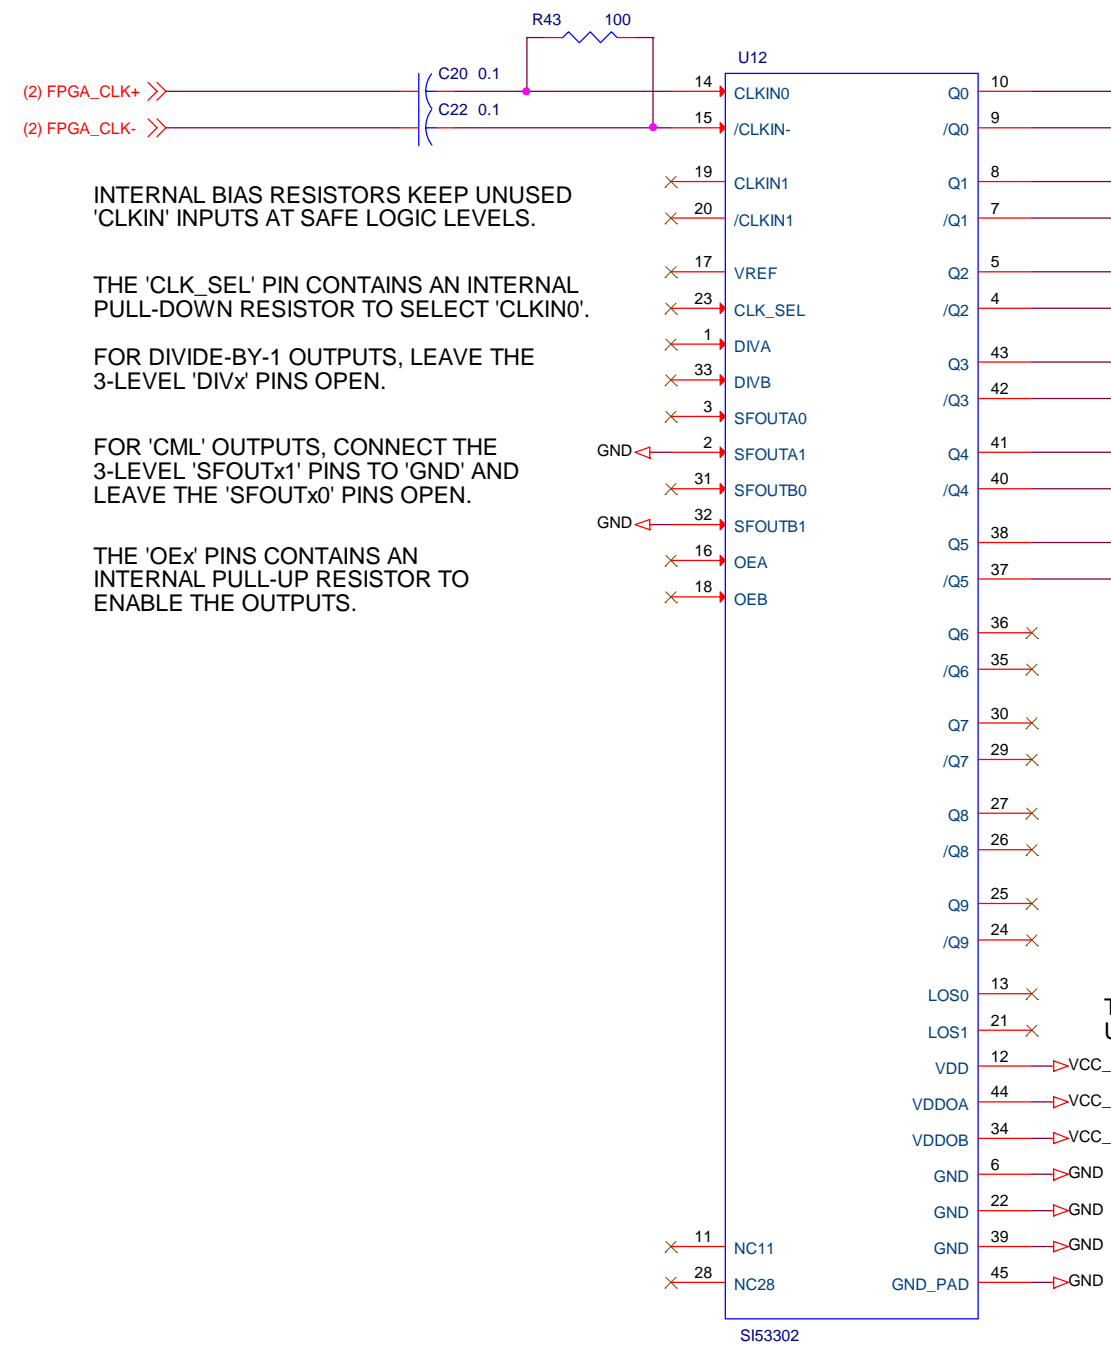 R43 100
U12
(2) FPGA_CLK+ C20 0.1 14 CLKIN0 Q0 10
(2) FPGA_CLK- C22 0.1 15 /CLKIN- /Q0 9
INTERNAL BIAS RESISTORS KEEP UNUSED
'CLKIN' INPUTS AT SAFE LOGIC LEVELS.
19 CLKIN1 Q1 8
20 /CLKIN1 /Q1 7
THE 'CLK_SEL' PIN CONTAINS AN INTERNAL
PULL-DOWN RESISTOR TO SELECT 'CLKIN0'.
17 VREF Q2 5
23 CLK_SEL /Q2 4
FOR DIVIDE-BY-1 OUTPUTS, LEAVE THE
3-LEVEL 'DIVx' PINS OPEN.
1 DIVA
33 DIVB Q3 43
3 SFOUTA0 /Q3 42
FOR 'CML' OUTPUTS, CONNECT THE
3-LEVEL 'SFOUTx1' PINS TO 'GND' AND
LEAVE THE 'SFOUTx0' PINS OPEN.
GND 2 SFOUTA1 Q4 41
31 SFOUTB0 /Q4 40
GND 32 SFOUTB1 Q5 38
THE 'OEx' PINS CONTAINS AN
INTERNAL PULL-UP RESISTOR TO
ENABLE THE OUTPUTS.
16 OEA /Q5 37
18 OEB
Q6 36
/Q6 35
Q7 30
/Q7 29
Q8 27
/Q8 26
Q9 25
/Q9 24
LOS0 13
LOS1 21
VDD 12 VCC_
VDDOA 44 VCC_
VDDOB 34 VCC_
GND 6 GND
GND 22 GND
11 NC11 GND 39 GND
28 NC28 GND_PAD 45 GND
SI53302